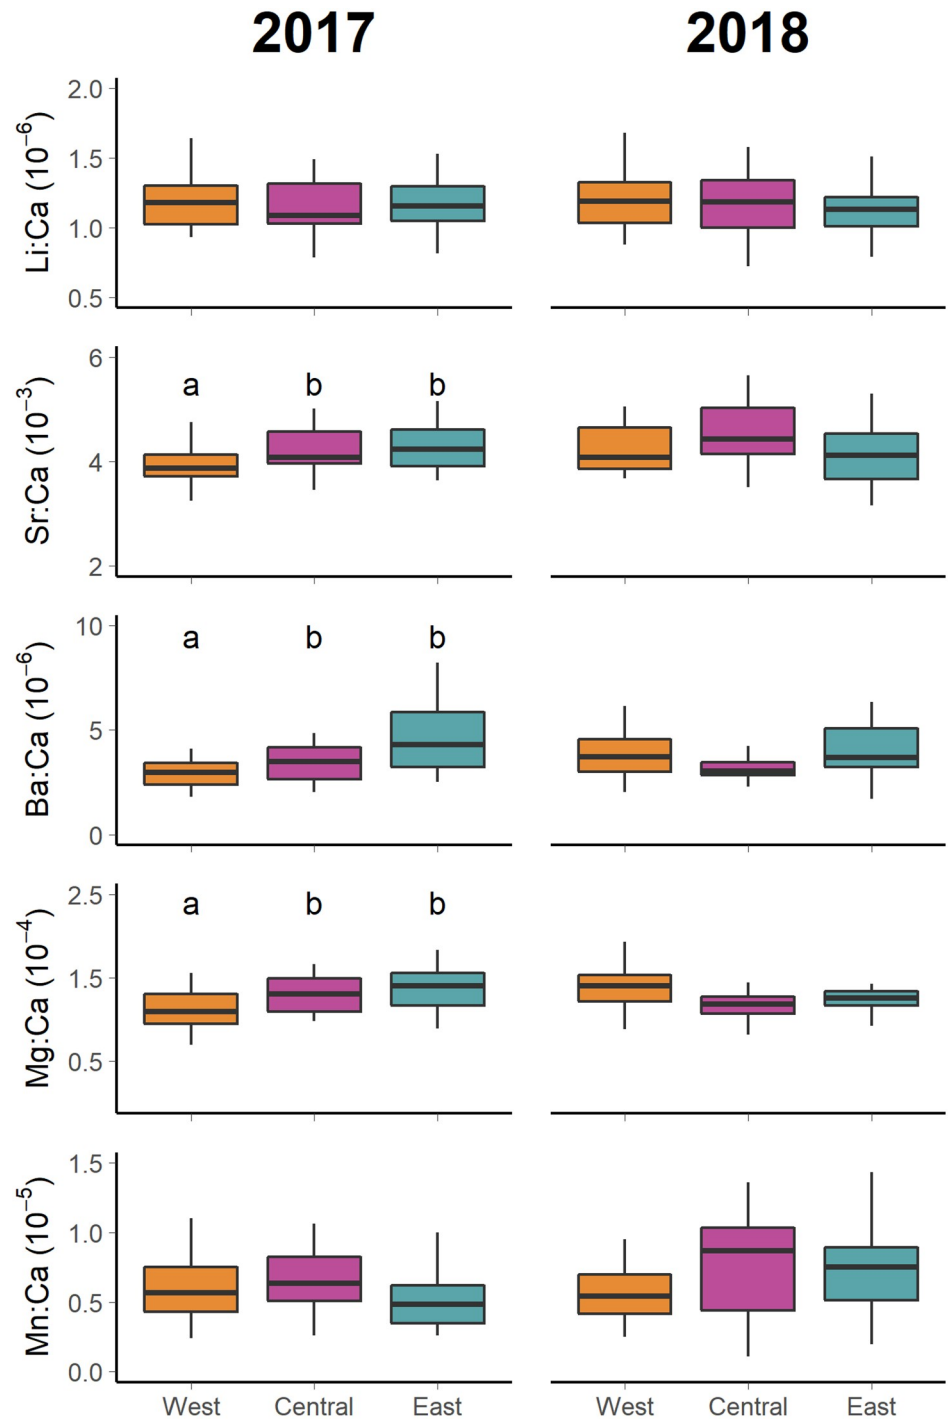 2017 2018
Li:Ca (10⁻⁶)
2.0
1.5
1.0
0.5
Sr:Ca (10⁻³)
6
4
2
a b b
Ba:Ca (10⁻⁶)
10
5
0
a b b
Mg:Ca (10⁻⁴)
2.5
1.5
0.5
a b b
Mn:Ca (10⁻⁵)
1.5
1.0
0.5
0.0
West Central East West Central East